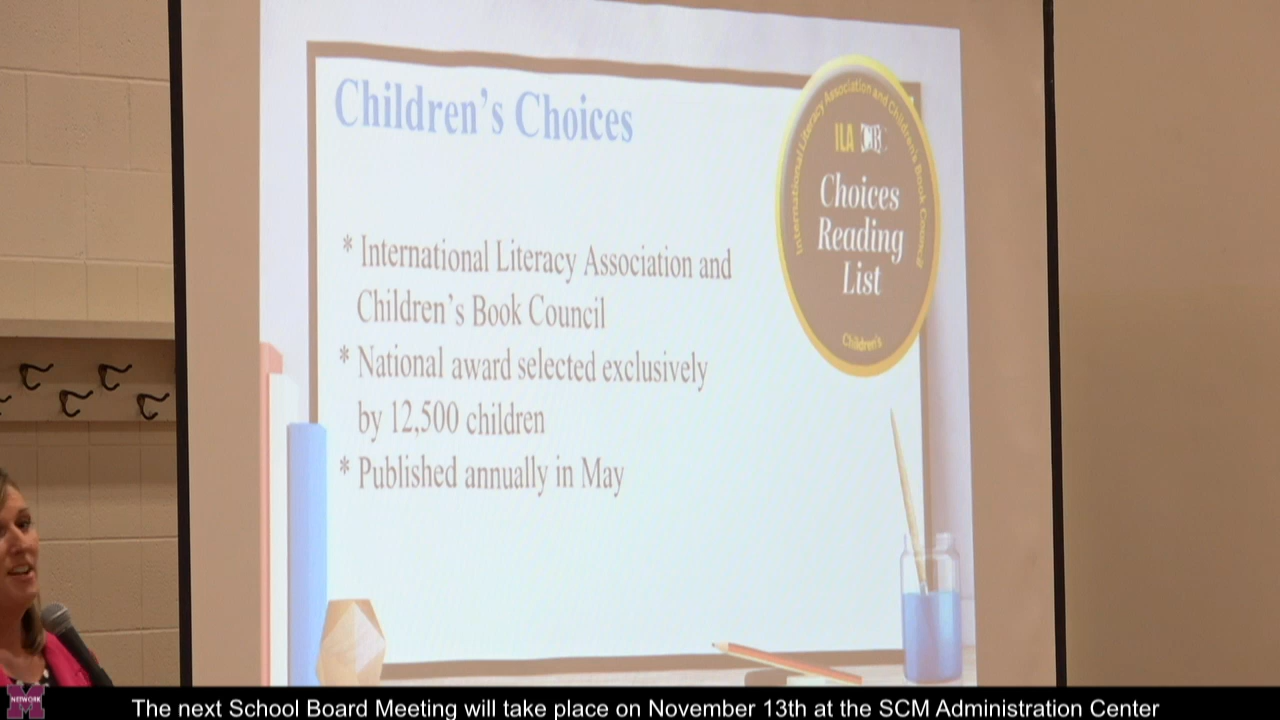 Children's Choices
International Literacy Association and Children's Book Council
ILA CBC
Choices
Reading
List
Children's
* International Literacy Association and
Children's Book Council
* National award selected exclusively
by 12,500 children
* Published annually in May
M
NETWORK
The next School Board Meeting will take place on November 13th at the SCM Administration Center